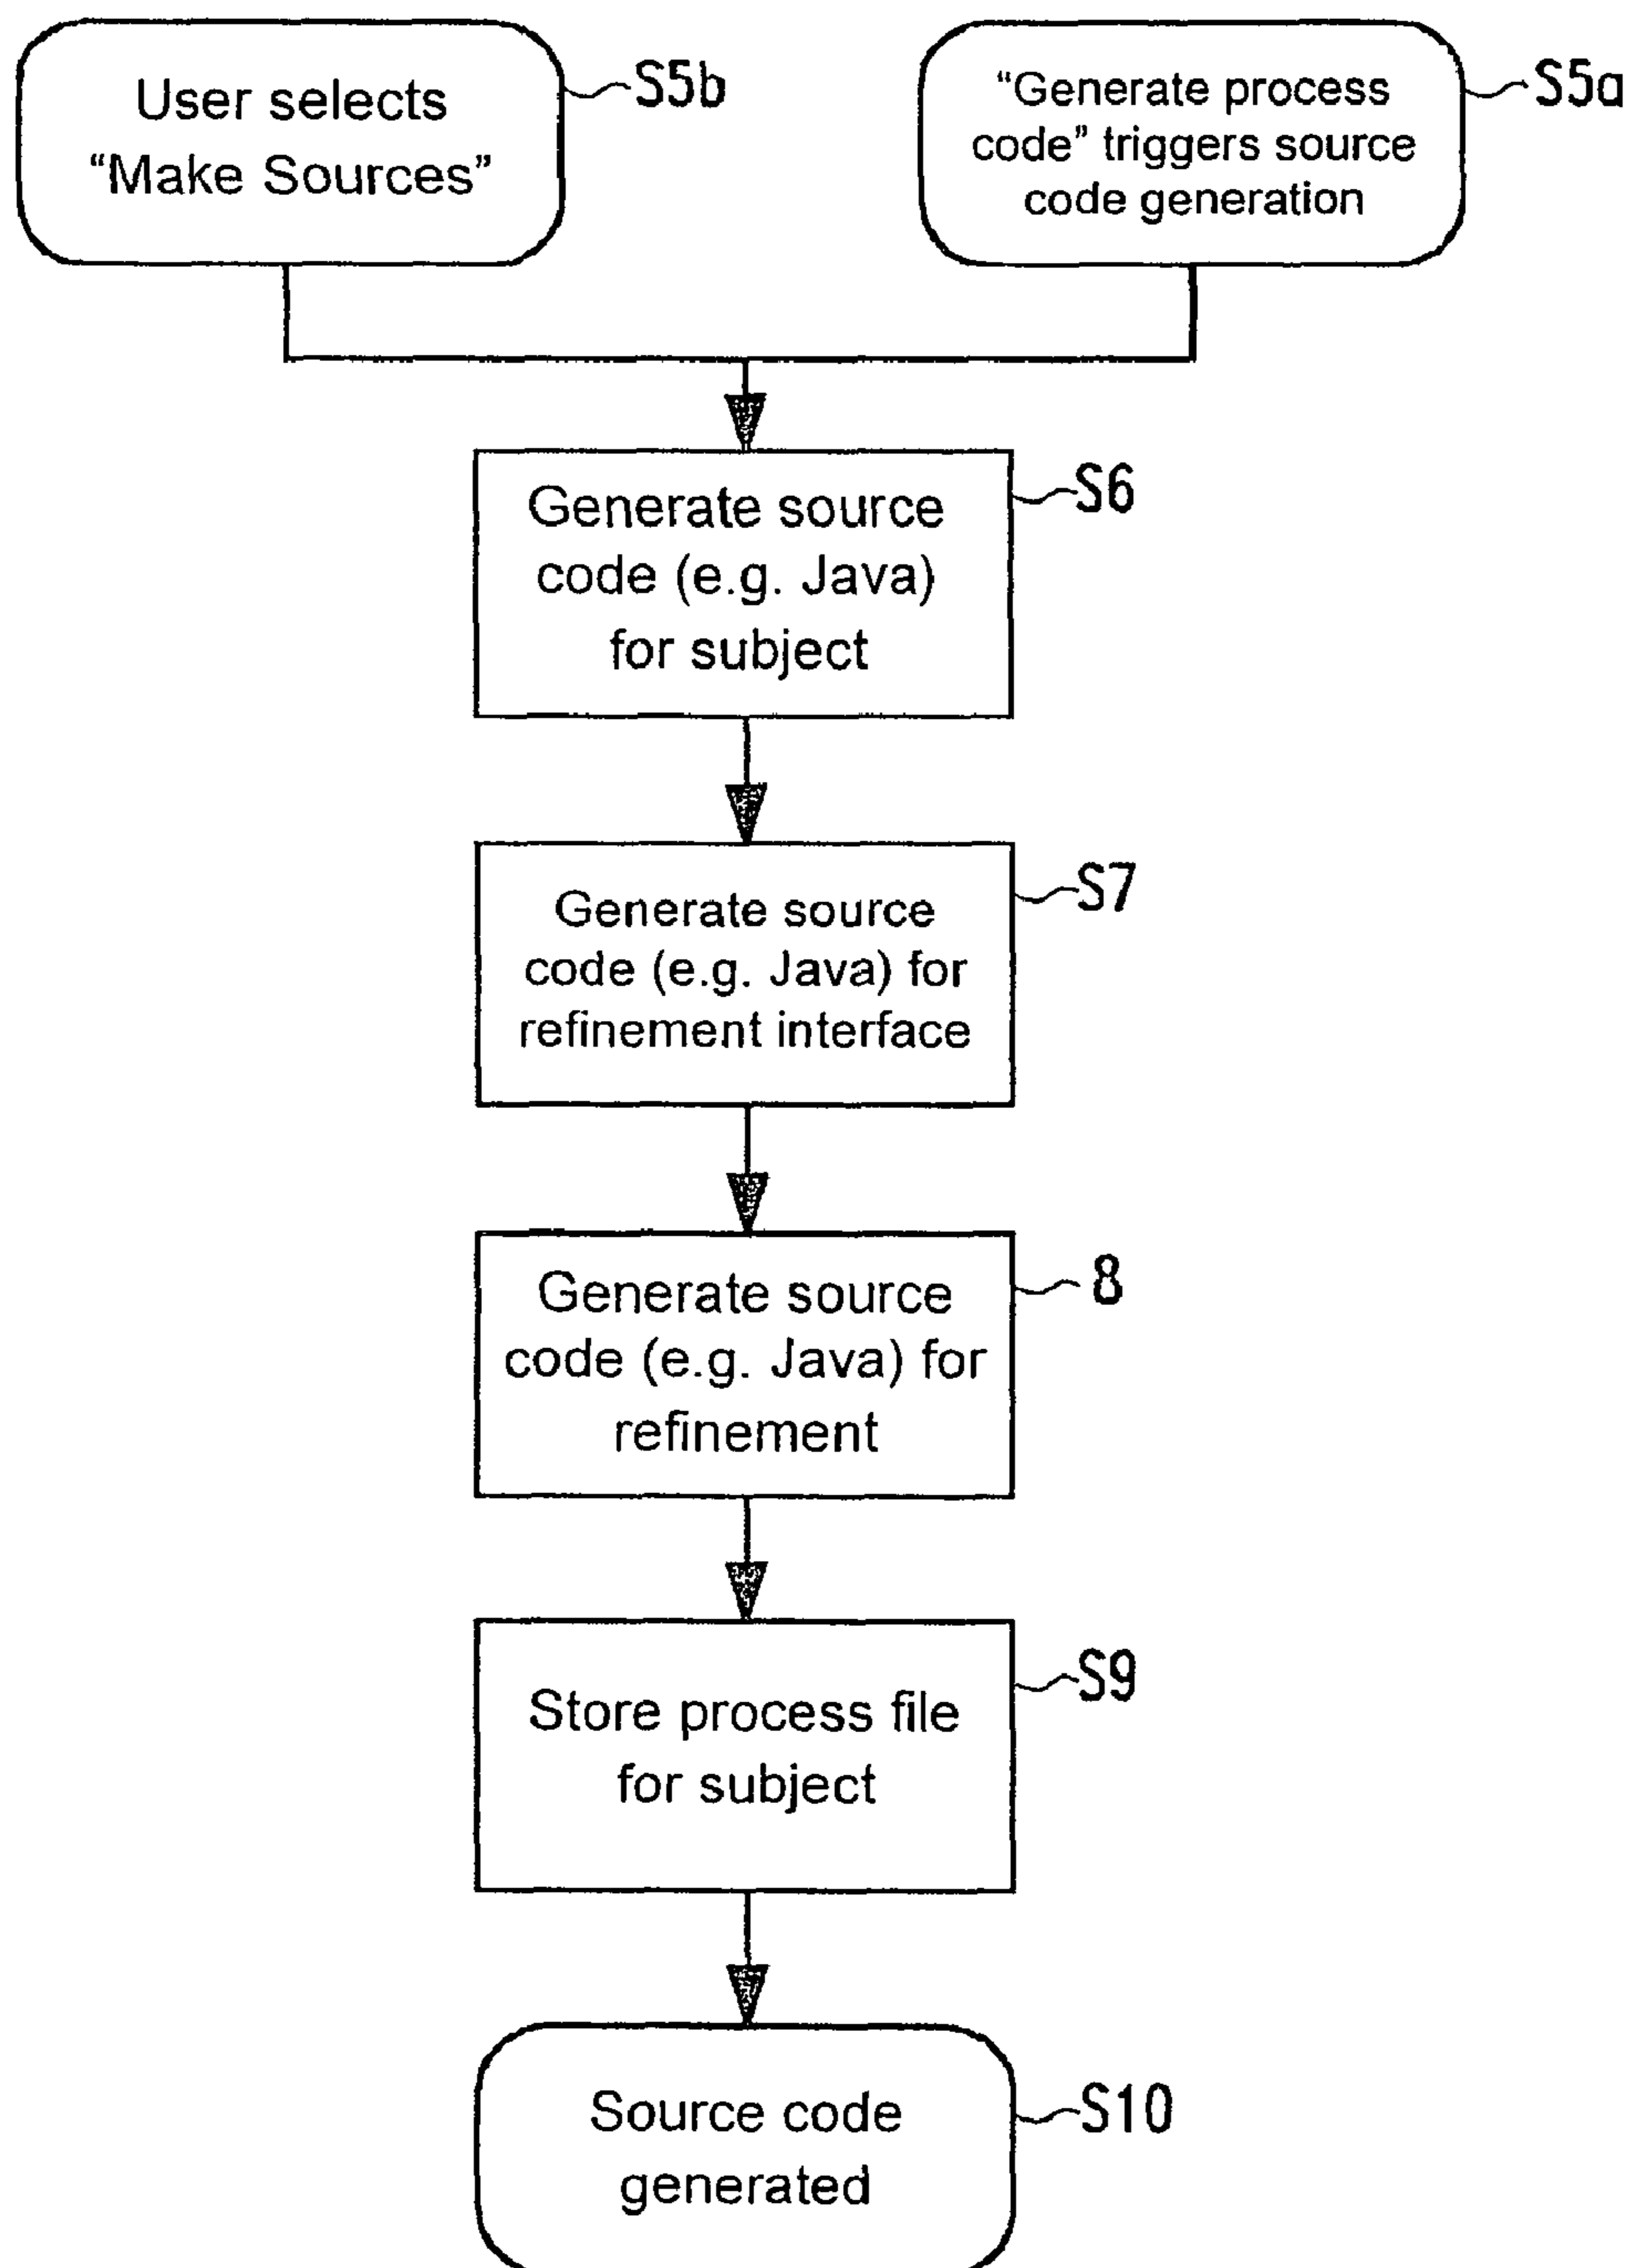 User selects
“Make Sources”
S5b
“Generate process
code” triggers source
code generation
S5a
Generate source
code (e.g. Java)
for subject
S6
Generate source
code (e.g. Java) for
refinement interface
S7
Generate source
code (e.g. Java) for
refinement
8
Store process file
for subject
S9
Source code
generated
S10